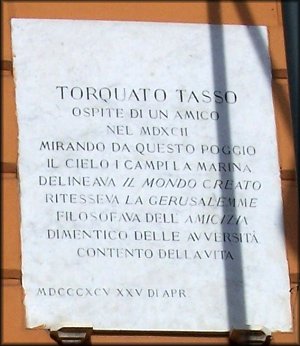 TORQUATO TASSO
OSPITE DI UN AMICO
NEL MDXCII
MIRANDO DA QUESTO POGGIO
IL CIELO I CAMPI LA MARINA
DELINEAVA IL MONDO CREATO
RITESSEVA LA GERUSALEMME
FILOSOFAVA DELL'AMICILIA
DIMENTICO DELLE AVVERSITÀ
CONTENTO DELLA VITA
MDCCCXCV XXV DI APR.